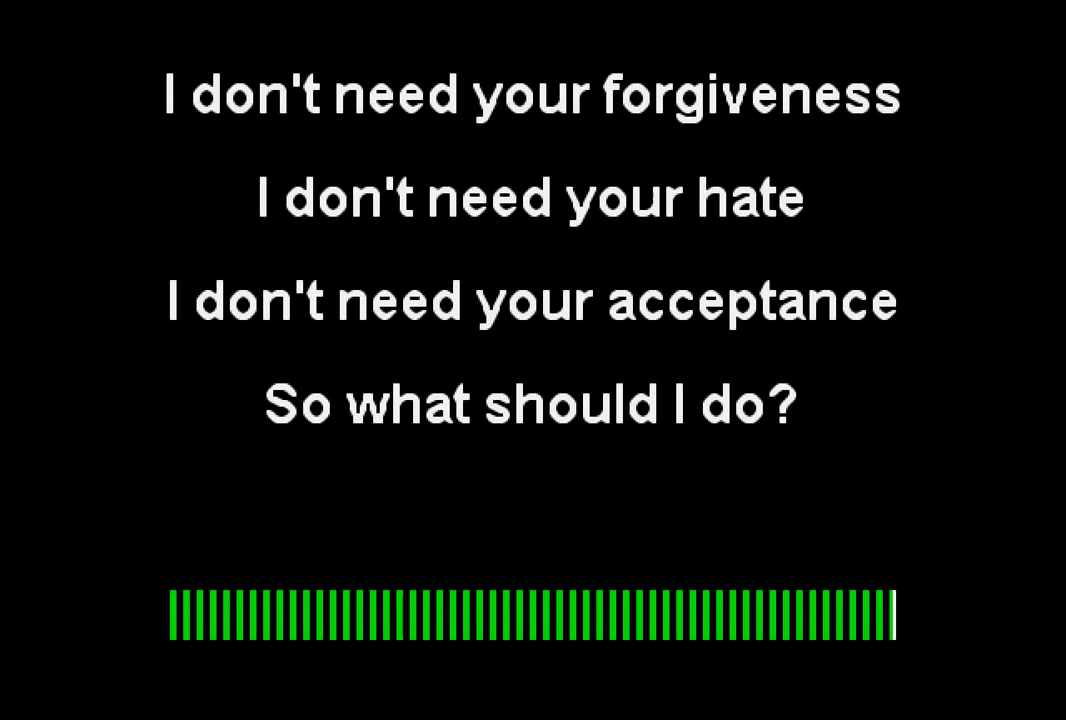 I don't need your forgiveness
I don't need your hate
I don't need your acceptance
So what should I do?